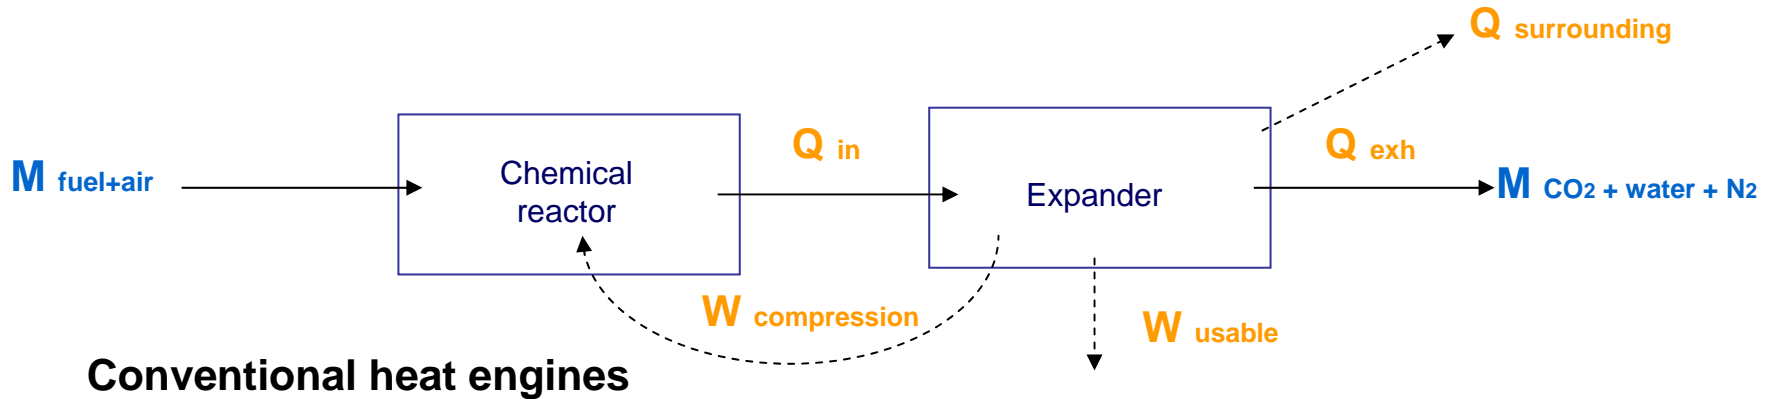 Q surrounding
M fuel+air
Chemical
reactor
Q in
Expander
Q exh
M CO2 + water + N2
W compression
W usable
Conventional heat engines